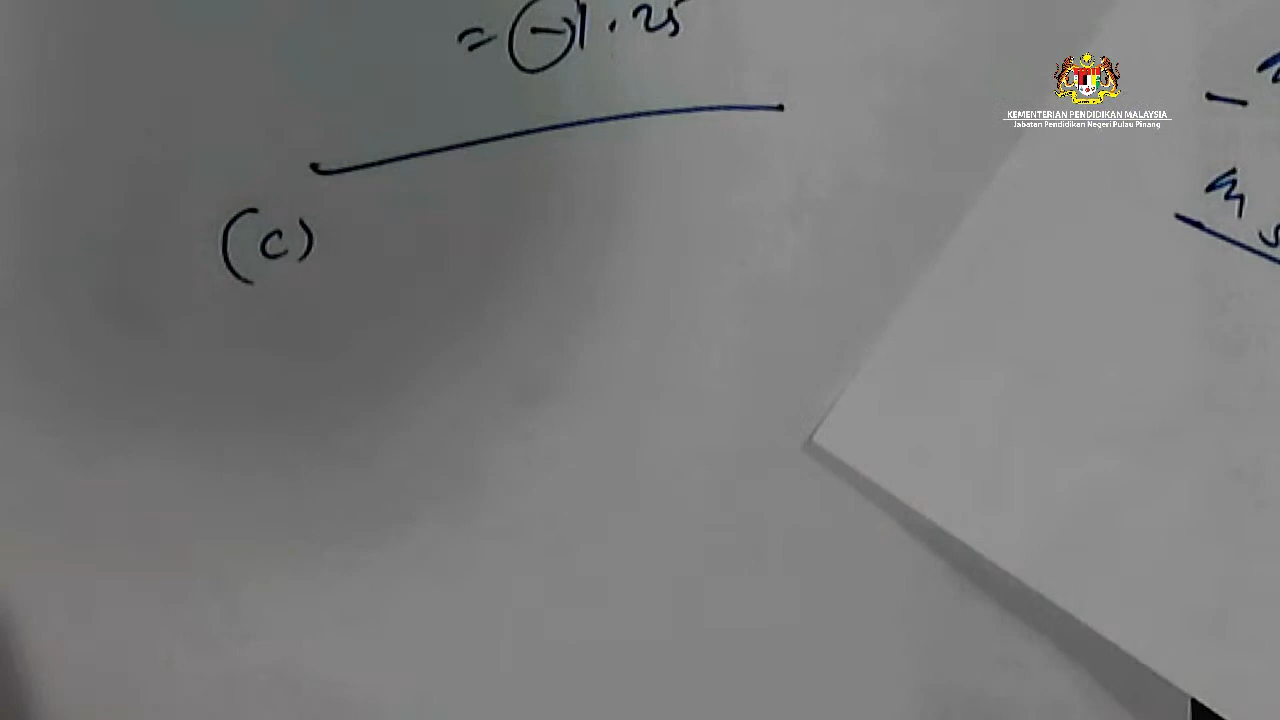 = -1.25
KEMENTERIAN PENDIDIKAN MALAYSIA
Jabatan Pendidikan Negeri Pulau Pinang
(c)